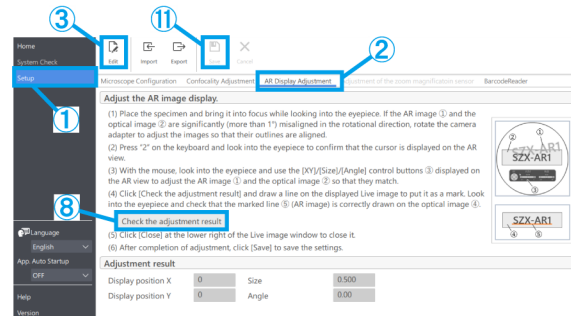 ③
⑪
②
①
⑧
Home
System Check
Setup
Language
English
App. Auto Startup
OFF
Help
Version
Edit
Import
Export
Save
Cancel
Microscope Configuration
Confocality Adjustment
AR Display Adjustment
Adjustment of the zoom magnification sensor
BarcodeReader
Adjust the AR image display.
(1) Place the specimen and bring it into focus while looking into the eyepiece. If the AR image ① and the
optical image ② are significantly (more than 1°) misaligned in the rotational direction, rotate the camera
adapter to adjust the images so that their outlines are aligned.
(2) Press "2" on the keyboard and look into the eyepiece to confirm that the cursor is displayed on the AR
view.
(3) With the mouse, look into the eyepiece and use the [XY]/[Size]/[Angle] control buttons ③ displayed on
the AR view to adjust the AR image ① and the optical image ② so that they match.
(4) Click [Check the adjustment result] and draw a line on the displayed Live image to put it as a mark. Look
into the eyepiece and check that the marked line ⑤ (AR image) is correctly drawn on the optical image ④.
Check the adjustment result
(5) Click [Close] at the lower right of the Live image window to close it.
(6) After completion of adjustment, click [Save] to save the settings.
② ①
SZX-AR1
SZX-AR1
③
SZX-AR1
④ ⑤
Adjustment result
Display position X 0 Size 0.500
Display position Y 0 Angle 0.00